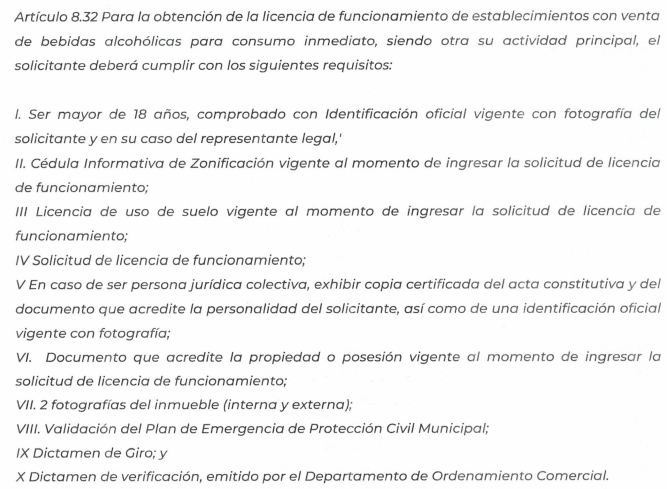 Artículo 8.32 Para la obtención de la licencia de funcionamiento de establecimientos con venta
de bebidas alcohólicas para consumo inmediato, siendo otra su actividad principal, el
solicitante deberá cumplir con los siguientes requisitos:
l. Ser mayor de 18 años, comprobado con Identificación oficial vigente con fotografía del
solicitante y en su caso del representante legal,'
II. Cédula Informativa de Zonificación vigente al momento de ingresar la solicitud de licencia
de funcionamiento;
III Licencia de uso de suelo vigente al momento de ingresar la solicitud de licencia de
funcionamiento;
IV Solicitud de licencia de funcionamiento;
V En caso de ser persona jurídica colectiva, exhibir copia certificada del acta constitutiva y del
documento que acredite la personalidad del solicitante, así como de una identificación oficial
vigente con fotografía;
VI. Documento que acredite la propiedad o posesión vigente al momento de ingresar la
solicitud de licencia de funcionamiento;
VII. 2 fotografías del inmueble (interna y externa);
VIII. Validación del Plan de Emergencia de Protección Civil Municipal;
IX Dictamen de Giro; y
X Dictamen de verificación, emitido por el Departamento de Ordenamiento Comercial.